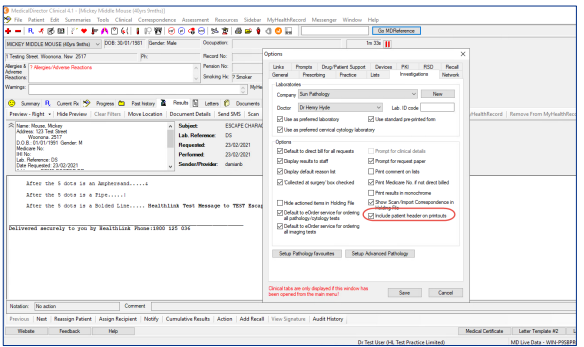 MedicalDirector Clinical 4.1 - [Mickey Middle Mouse (40yrs 9mths)]
File Patient Edit Summaries Tools Clinical Correspondence Assessment Resources Sidebar MyHealthRecord Messenger Window Help
Go MDReference
MICKEY MIDDLE MOUSE (40yrs 9mths) DOB: 30/01/1981 Gender: Male Occupation: 1m 33s
1 Testing Street. Woonona. Nsw 2517 Ph: Record No:
Allergies & Adverse Reactions: ? Allergies/Adverse Reactions Pension No:
Smoking Hx: ? Smoker
Warnings:
Summary Current Rx Progress Past history Results Letters Documents
Preview - Right Hide Preview Clear Filters Move Location Document Details Send SMS Scan
Remove From MyHealthRecord
Name: Mouse, Mickey
Address: 123 Test Street
Woonona 2517
D.O.B: 01/01/1981 Gender: M
Medicare No:
IHI No:
Lab. Reference: DS
Date Requested: 23/02/2021
Subject: ESCAPE CHARAC
Lab. Reference: DS
Requested: 23/02/2021
Performed: 23/02/2021
Sender/Provider: damianb
After the 5 dots is an Ampersand.....&
After the 5 dots is a Pipe.....|
After the 5 dots is a Bolded Line..... Healthlink Test Message to TEST Escap
Delivered securely to you by HealthLink Phone:1800 125 036
Options
Links Prompts Drug/Patient Support Devices PKI RSD Recall
General Prescribing Practice Lists Investigations Network
Laboratories
Company Sun Pathology New
Doctor Dr Henry Hyde Lab. ID code
Use as preferred laboratory Use standard pre-printed form
Use as preferred cervical cytology laboratory
Options
Default to direct bill for all requests Prompt for clinical details
Display results to staff Prompt for request paper
Display default reason list Print comment on lists
'Collected at surgery' box checked Print Medicare No. if not direct billed
Print results in monochrome
Hide actioned items in Holding File Show Scan/Import Correspondence in Holding File
Default to eOrder service for ordering all pathology/cytology tests Include patient header on printouts
Default to eOrder service for ordering all imaging tests
Setup Pathology favourites Setup Advanced Pathology
Clinical tabs are only displayed if this window has
been opened from the main menu!
Save Cancel
Notation: No action Comment
Previous Next Reassign Patient Assign Recipient Notify Cumulative Results Action Add Recall View Signature Audit History
Website Feedback Help Medical Certificate Letter Template #2
Dr Test User (HL Test Practice Limited) MD Live Data - WIN-P95BPR